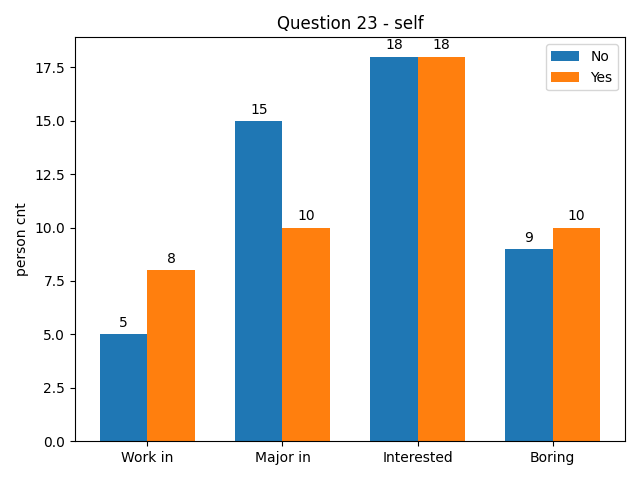 Question 23 - self
No
Yes
person cnt
17.5
15.0
12.5
10.0
7.5
5.0
2.5
0.0
5
8
15
10
18
18
9
10
Work in
Major in
Interested
Boring